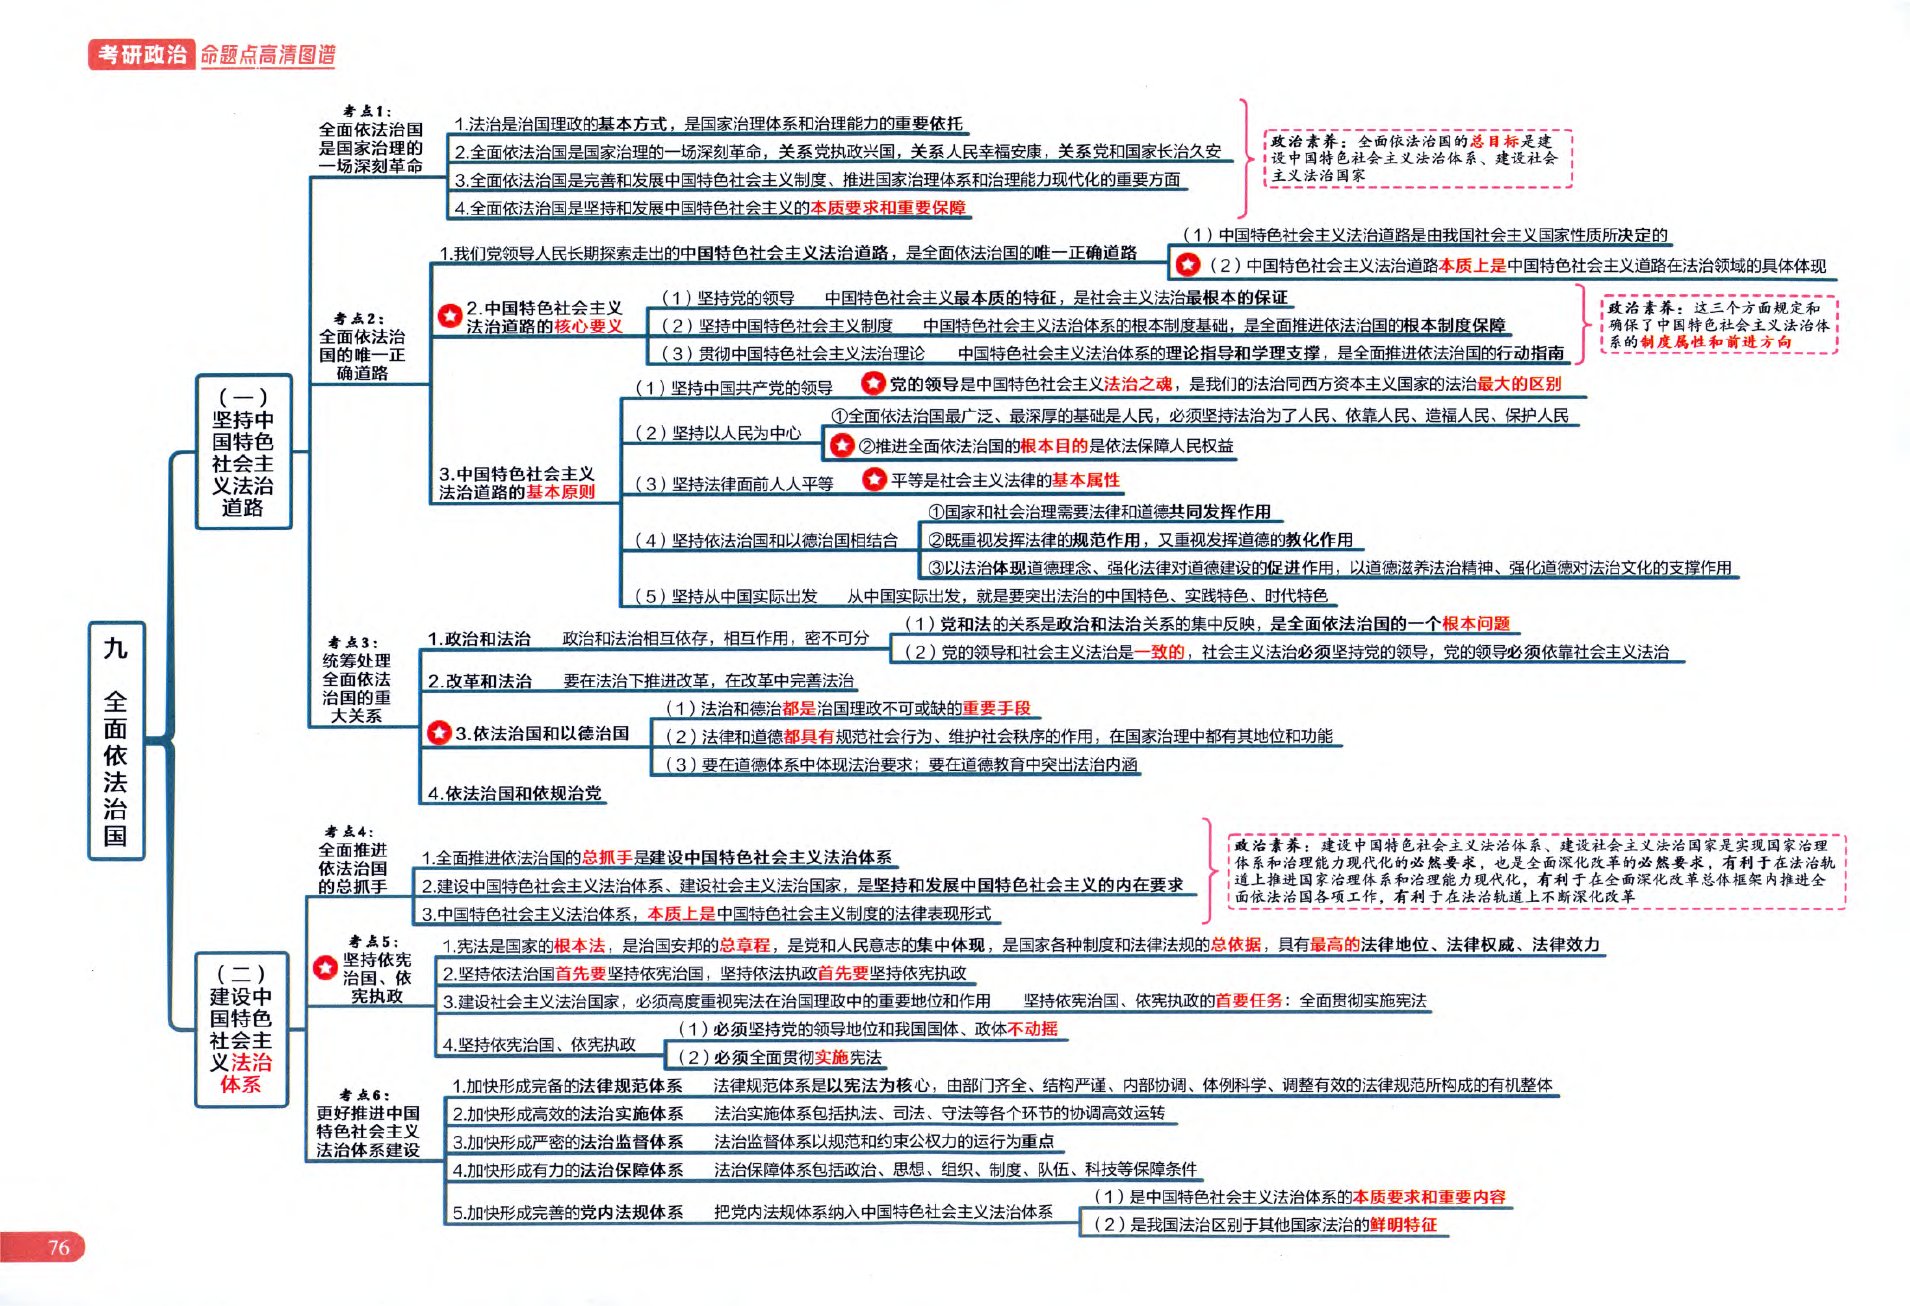 考研政治 命题点高清图谱
九 全面依法治国
(一)
坚持中
国特色
社会主
义法治
道路
考点1:
全面依法治国
是国家治理的
一场深刻革命
1.法治是治国理政的基本方式，是国家治理体系和治理能力的重要依托
2.全面依法治国是国家治理的一场深刻革命，关系党执政兴国，关系人民幸福安康，关系党和国家长治久安
3.全面依法治国是完善和发展中国特色社会主义制度、推进国家治理体系和治理能力现代化的重要方面
4.全面依法治国是坚持和发展中国特色社会主义的本质要求和重要保障
政治素养：全面依法治国的总目标是建
设中国特色社会主义法治体系、建设社会
主义法治国家
考点2:
全面依法治
国的唯一正
确道路
1.我们党领导人民长期探索走出的中国特色社会主义法治道路，是全面依法治国的唯一正确道路
(1)中国特色社会主义法治道路是由我国社会主义国家性质所决定的
(2)中国特色社会主义法治道路本质上是中国特色社会主义道路在法治领域的具体体现
2.中国特色社会主义
法治道路的核心要义
(1)坚持党的领导 中国特色社会主义最本质的特征，是社会主义法治最根本的保证
(2)坚持中国特色社会主义制度 中国特色社会主义法治体系的根本制度基础，是全面推进依法治国的根本制度保障
(3)贯彻中国特色社会主义法治理论 中国特色社会主义法治体系的理论指导和学理支撑，是全面推进依法治国的行动指南
政治素养：这三个方面规定和
确保了中国特色社会主义法治体
系的制度属性和前进方向
3.中国特色社会主义
法治道路的基本原则
(1)坚持中国共产党的领导 党的领导是中国特色社会主义法治之魂，是我们的法治同西方资本主义国家的法治最大的区别
(2)坚持以人民为中心
①全面依法治国最广泛、最深厚的基础是人民，必须坚持法治为了人民、依靠人民、造福人民、保护人民
②推进全面依法治国的根本目的是依法保障人民权益
(3)坚持法律面前人人平等 平等是社会主义法律的基本属性
(4)坚持依法治国和以德治国相结合
①国家和社会治理需要法律和道德共同发挥作用
②既重视发挥法律的规范作用，又重视发挥道德的教化作用
③以法治体现道德理念、强化法律对道德建设的促进作用，以道德滋养法治精神、强化道德对法治文化的支撑作用
(5)坚持从中国实际出发 从中国实际出发，就是要突出法治的中国特色、实践特色、时代特色
考点3:
统筹处理
全面依法
治国的重
大关系
1.政治和法治 政治和法治相互依存，相互作用，密不可分
(1)党和法的关系是政治和法治关系的集中反映，是全面依法治国的一个根本问题
(2)党的领导和社会主义法治是一致的，社会主义法治必须坚持党的领导，党的领导必须依靠社会主义法治
2.改革和法治 要在法治下推进改革，在改革中完善法治
3.依法治国和以德治国
(1)法治和德治都是治国理政不可或缺的重要手段
(2)法律和道德都具有规范社会行为、维护社会秩序的作用，在国家治理中都有其地位和功能
(3)要在道德体系中体现法治要求；要在道德教育中突出法治内涵
4.依法治国和依规治党
(二)
建设中
国特色
社会主
义法治
体系
考点4:
全面推进
依法治国
的总抓手
1.全面推进依法治国的总抓手是建设中国特色社会主义法治体系
2.建设中国特色社会主义法治体系、建设社会主义法治国家，是坚持和发展中国特色社会主义的内在要求
3.中国特色社会主义法治体系，本质上是中国特色社会主义制度的法律表现形式
政治素养：建设中国特色社会主义法治体系、建设社会主义法治国家是实现国家治理
体系和治理能力现代化的必然要求，也是全面深化改革的必然要求，有利于在法治轨
道上推进国家治理体系和治理能力现代化，有利于在全面深化改革总体框架内推进全
面依法治国各项工作，有利于在法治轨道上不断深化改革
考点5:
坚持依宪
治国、依
宪执政
1.宪法是国家的根本法，是治国安邦的总章程，是党和人民意志的集中体现，是国家各种制度和法律法规的总依据，具有最高的法律地位、法律权威、法律效力
2.坚持依法治国首先要坚持依宪治国，坚持依法执政首先要坚持依宪执政
3.建设社会主义法治国家，必须高度重视宪法在治国理政中的重要地位和作用 坚持依宪治国、依宪执政的首要任务：全面贯彻实施宪法
4.坚持依宪治国、依宪执政
(1)必须坚持党的领导地位和我国国体、政体不动摇
(2)必须全面贯彻实施宪法
考点6:
更好推进中国
特色社会主义
法治体系建设
1.加快形成完备的法律规范体系 法律规范体系是以宪法为核心，由部门齐全、结构严谨、内部协调、体例科学、调整有效的法律规范所构成的有机整体
2.加快形成高效的法治实施体系 法治实施体系包括执法、司法、守法等各个环节的协调高效运转
3.加快形成严密的法治监督体系 法治监督体系以规范和约束公权力的运行为重点
4.加快形成有力的法治保障体系 法治保障体系包括政治、思想、组织、制度、队伍、科技等保障条件
5.加快形成完善的党内法规体系 把党内法规体系纳入中国特色社会主义法治体系
(1)是中国特色社会主义法治体系的本质要求和重要内容
(2)是我国法治区别于其他国家法治的鲜明特征
76